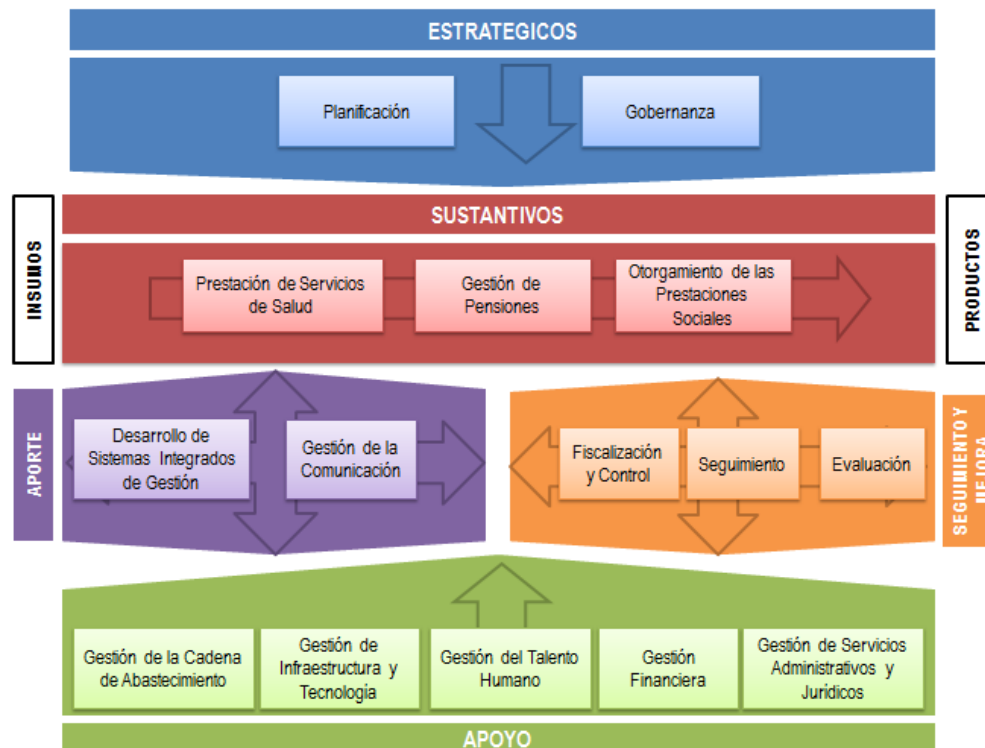 ESTRATEGICOS
Planificación
Gobernanza
INSUMOS
SUSTANTIVOS
Prestación de Servicios
de Salud
Gestión de
Pensiones
Otorgamiento de las
Prestaciones
Sociales
PRODUCTOS
APORTE
Desarrollo de
Sistemas Integrados
de Gestión
Gestión de la
Comunicación
Fiscalización
y Control
Seguimiento
Evaluación
SEGUIMIENTO Y
MEJORA
Gestión de la Cadena
de Abastecimiento
Gestión de
Infraestructura y
Tecnología
Gestión del Talento
Humano
Gestión
Financiera
Gestión de Servicios
Administrativos y
Jurídicos
APOYO